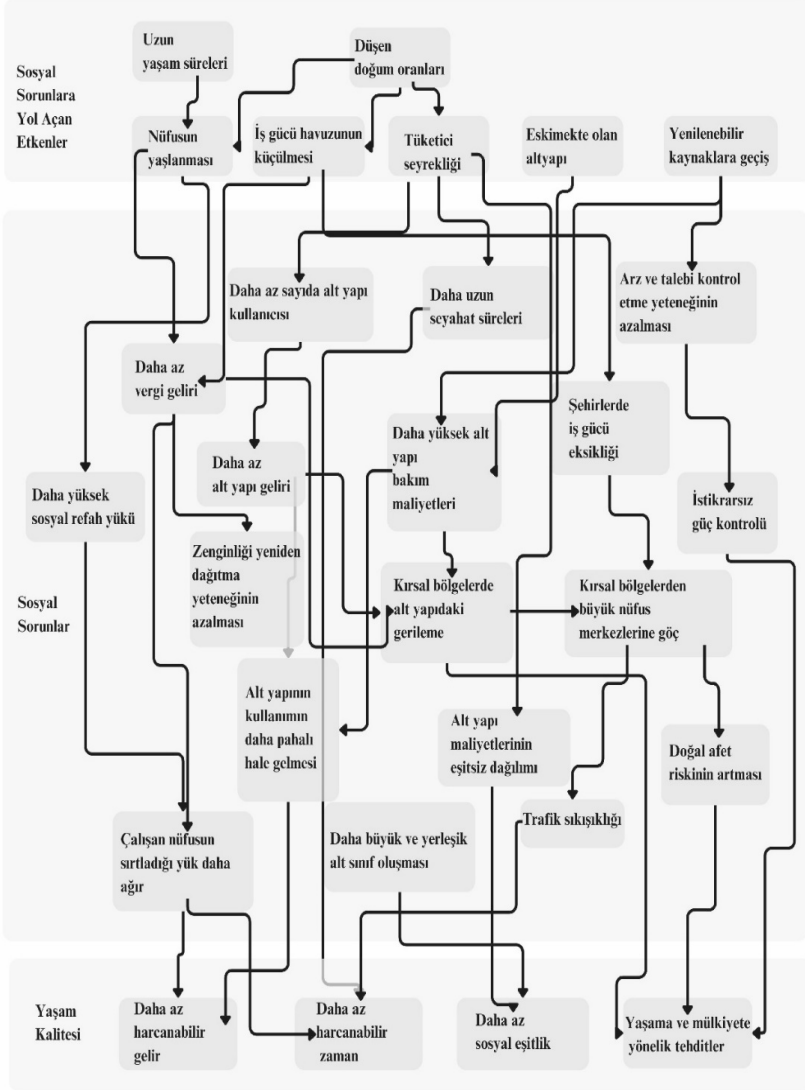 Uzun
yaşam süreleri
Düşen
doğum oranları
Sosyal
Sorunlara
Yol Açan
Etkenler
Nüfusun
yaşlanması
İş gücü havuzunun
küçülmesi
Tüketici
seyrekliği
Eskimekte olan
altyapı
Yenilenebilir
kaynaklara geçiş
Daha az sayıda alt yapı
kullanıcısı
Daha uzun
seyahat süreleri
Arz ve talebi kontrol
etme yeteneğinin
azalması
Daha az
vergi geliri
Şehirlerde
iş gücü
eksikliği
Daha yüksek alt
yapı
bakım
maliyetleri
Daha az
alt yapı geliri
Daha yüksek
sosyal refah yükü
İstikrarsız
güç kontrolü
Zenginliği yeniden
dağıtma
yeteneğinin
azalması
Kırsal bölgelerde
alt yapıdaki
gerileme
Kırsal bölgelerden
büyük nüfus
merkezlerine göç
Sosyal
Sorunlar
Alt yapının
kullanımın
daha pahalı
hale gelmesi
Alt yapı
maliyetlerinin
eşitsiz dağılımı
Doğal afet
riskinin artması
Trafik sıkışıklığı
Çalışan nüfusun
sırtladığı yük daha
ağır
Daha büyük ve yerleşik
alt sınıf oluşması
Yaşam
Kalitesi
Daha az
harcanabilir
gelir
Daha az
harcanabilir
zaman
Daha az
sosyal eşitlik
Yaşama ve mülkiyete
yönelik tehditler